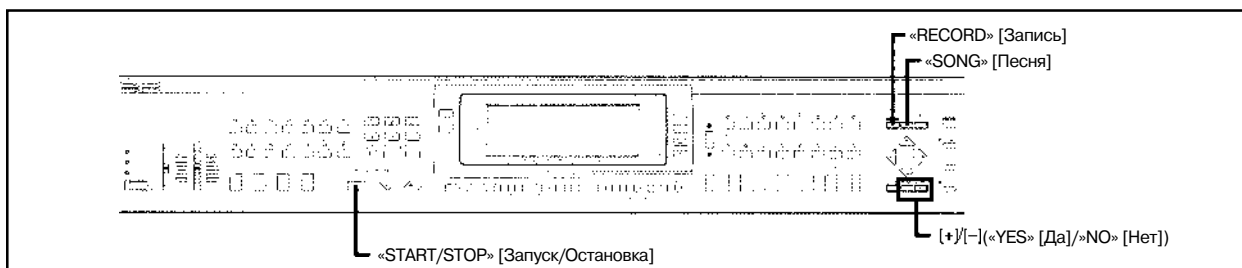 «RECORD» [Запись]
«SONG» [Песня]
[+]/[–](«YES» [Да]/»NO» [Нет])
«START/STOP» [Запуск/Остановка]